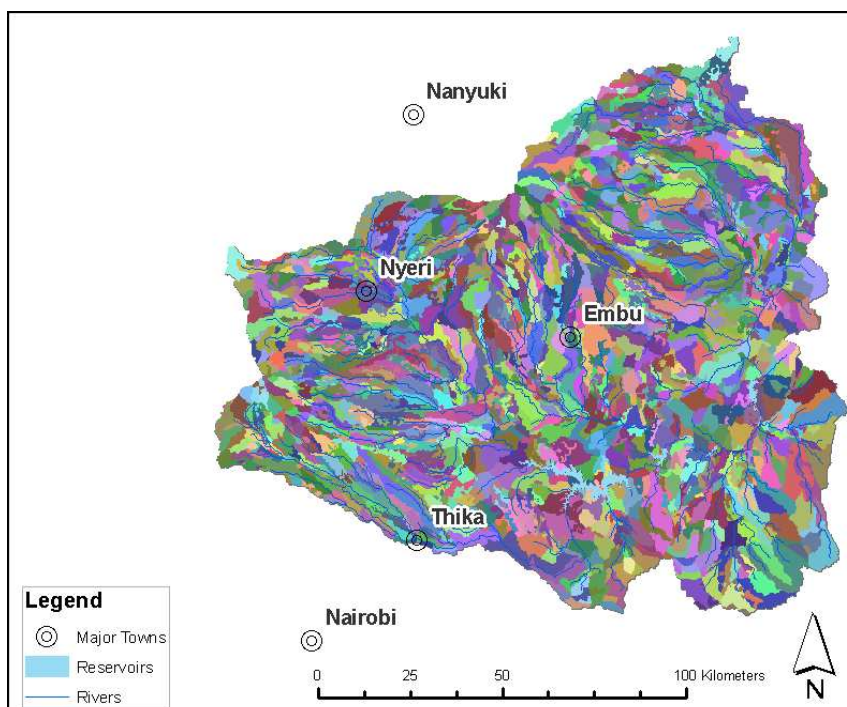 Nanyuki
Nyeri
Embu
Thika
Nairobi
Legend
Major Towns
Reservoirs
Rivers
0 25 50 100 Kilometers
N